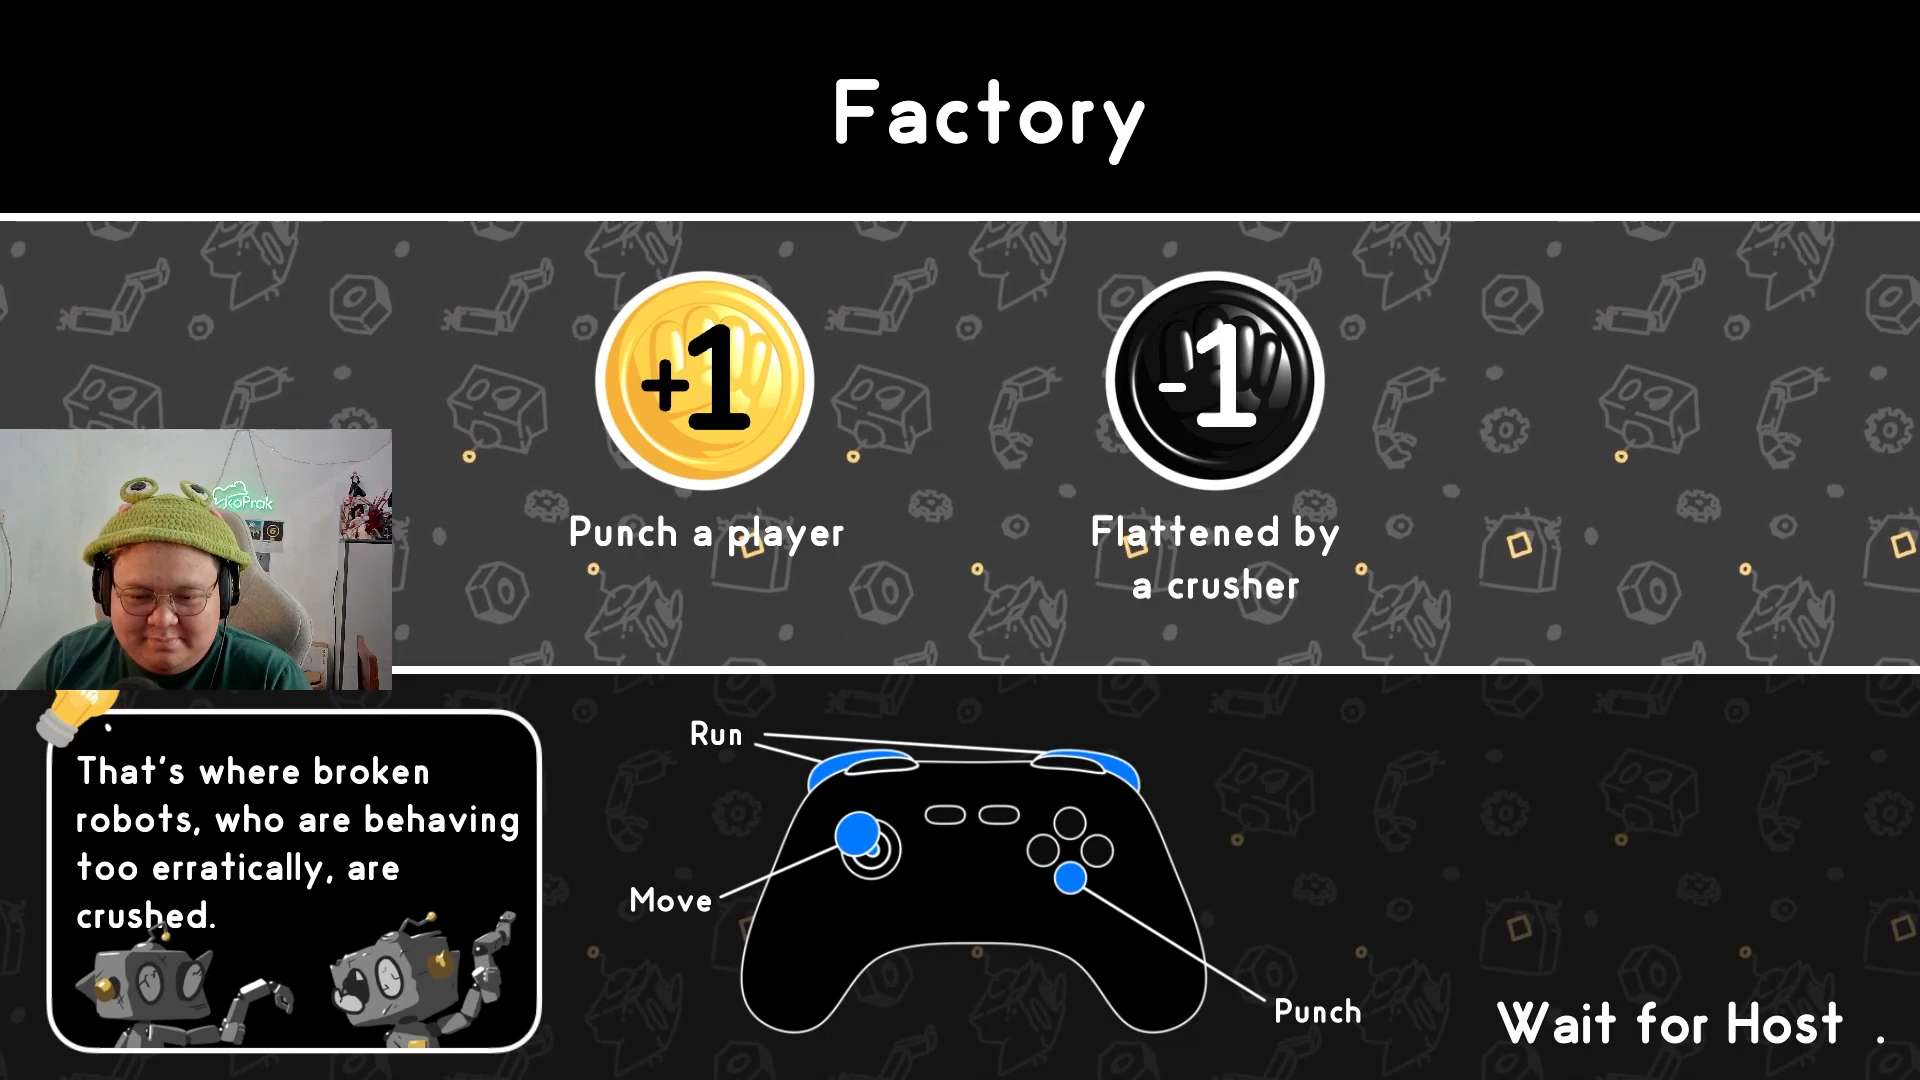 Factory
+1
-1
Punch a player
Flattened by
a crusher
Run
That's where broken
robots, who are behaving
too erratically, are
crushed.
Move
Punch
Wait for Host .